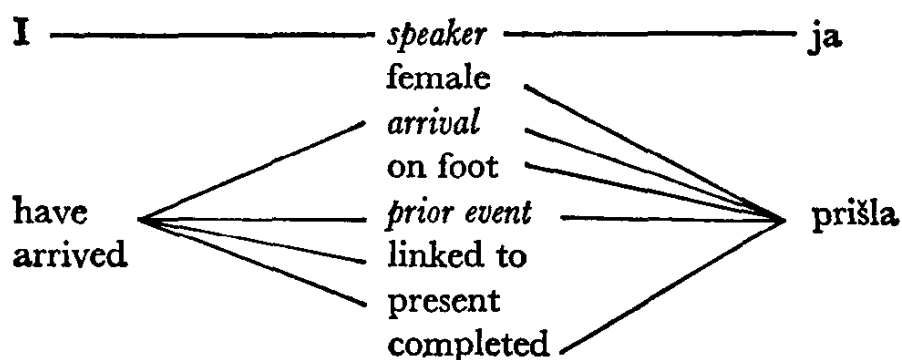 I speaker ja
female
arrival
on foot
have prior event prišla
arrived linked to
present
completed